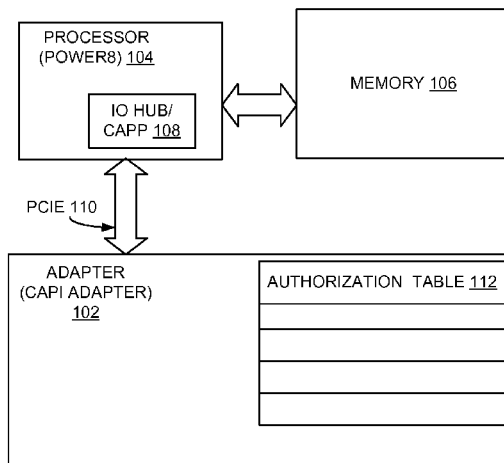 PROCESSOR
(POWER8) 104
IO HUB/
CAPP 108
MEMORY 106
PCIE 110
ADAPTER
(CAPI ADAPTER)
102
AUTHORIZATION TABLE 112